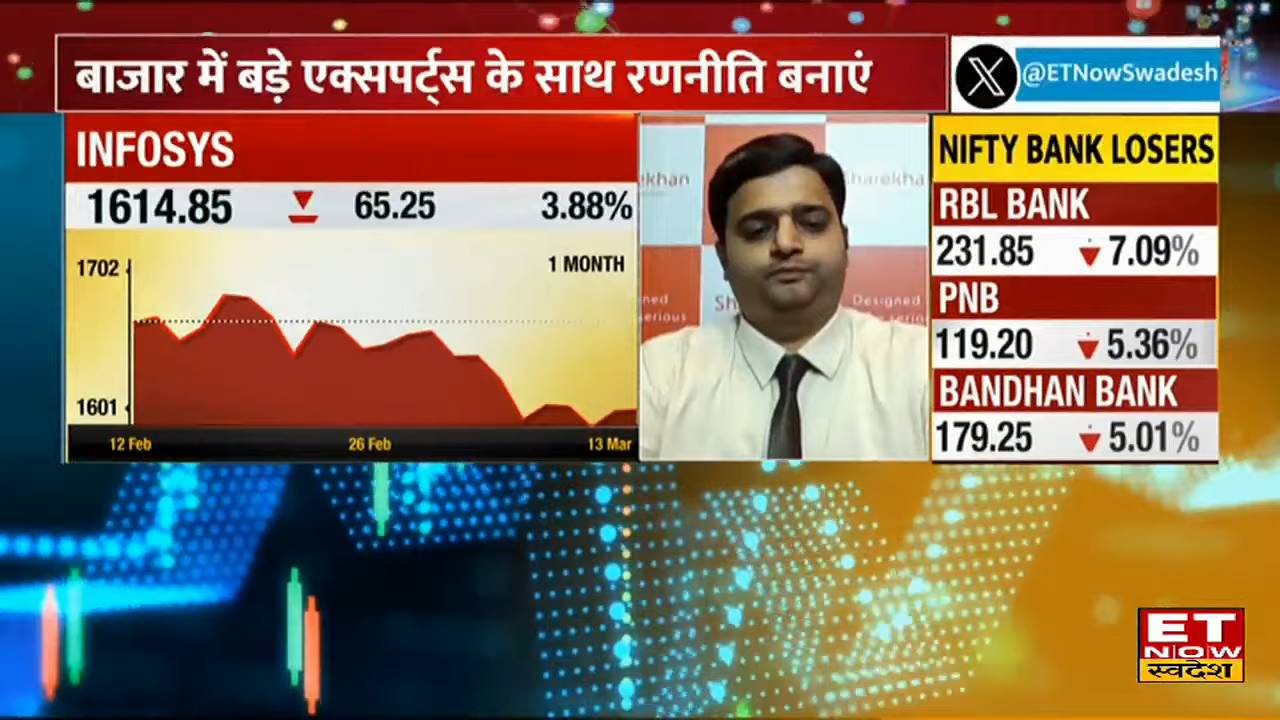 बाजार में बड़े एक्सपर्ट्स के साथ रणनीति बनाएं
@ETNowSwadesh
INFOSYS
1614.85 65.25 3.88%
1 MONTH
1702
1601
12 Feb 26 Feb 13 Mar
Sharekha
Designed
NIFTY BANK LOSERS
RBL BANK
231.85 7.09%
PNB
119.20 5.36%
BANDHAN BANK
179.25 5.01%
ET
NOW
स्वदेश